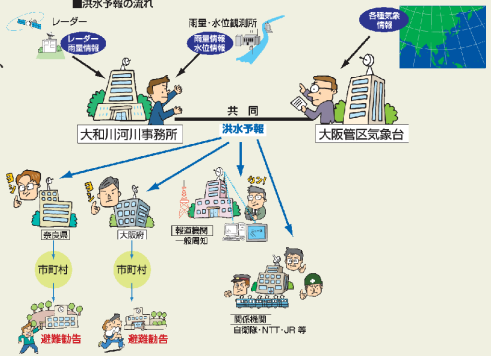 ■洪水予報の流れ
レーダー
レーダー
雨量情報
雨量・水位観測所
雨量情報
水位情報
各種気象
情報
大和川河川事務所
共同
洪水予報
大阪管区気象台
奈良県
大阪府
報道機関
一般周知
市町村
市町村
避難勧告
避難勧告
関係機関
自衛隊・NTT・JR 等